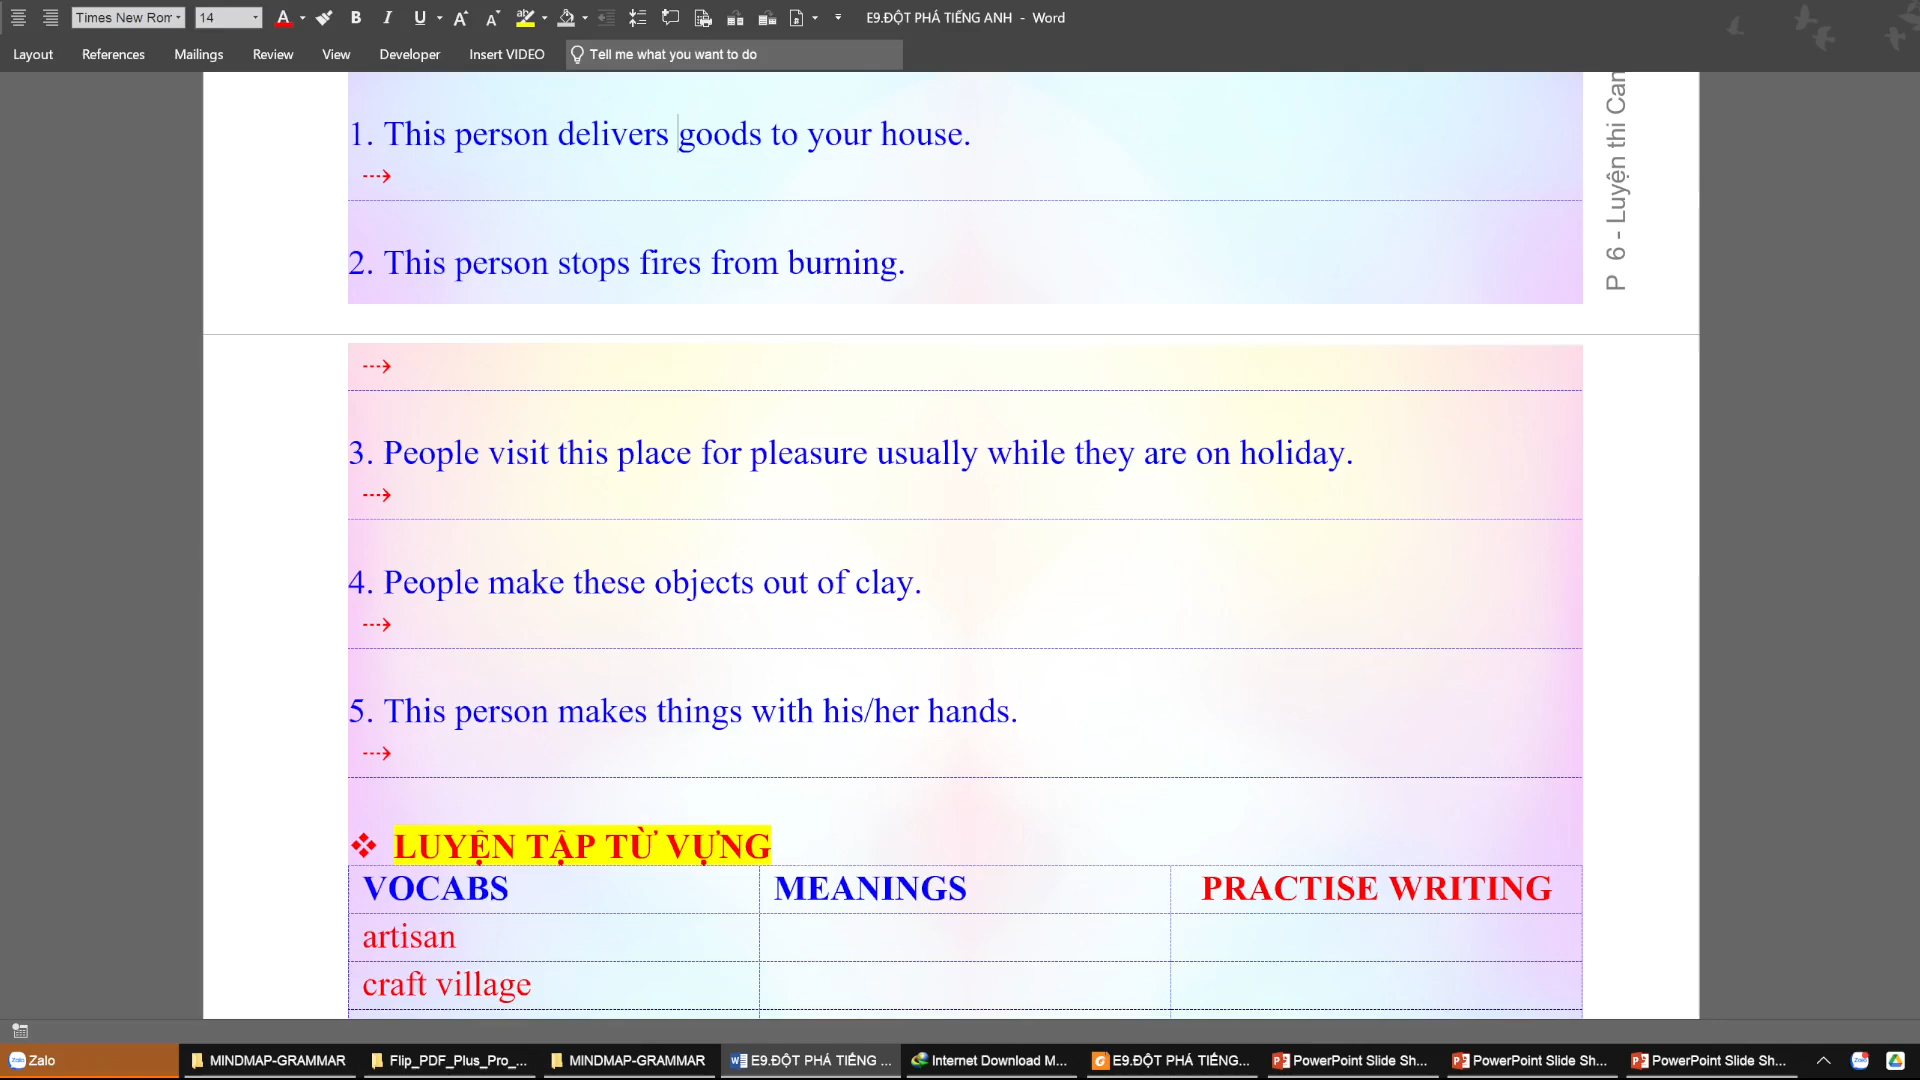 Times New Rom
14
A
B
I
U
E9.ĐỘT PHÁ TIẾNG ANH - Word
Layout
References
Mailings
Review
View
Developer
Insert VIDEO
Tell me what you want to do
1. This person delivers goods to your house.
2. This person stops fires from burning.
P 6 - Luyện thi Cam
3. People visit this place for pleasure usually while they are on holiday.
4. People make these objects out of clay.
5. This person makes things with his/her hands.
LUYỆN TẬP TỪ VỰNG
VOCABS
MEANINGS
PRACTISE WRITING
artisan
craft village
Zalo
MINDMAP-GRAMMAR
Flip_PDF_Plus_Pro_...
MINDMAP-GRAMMAR
E9.ĐỘT PHÁ TIẾNG ...
Internet Download M...
E9.ĐỘT PHÁ TIẾNG...
PowerPoint Slide Sh...
PowerPoint Slide Sh...
PowerPoint Slide Sh...